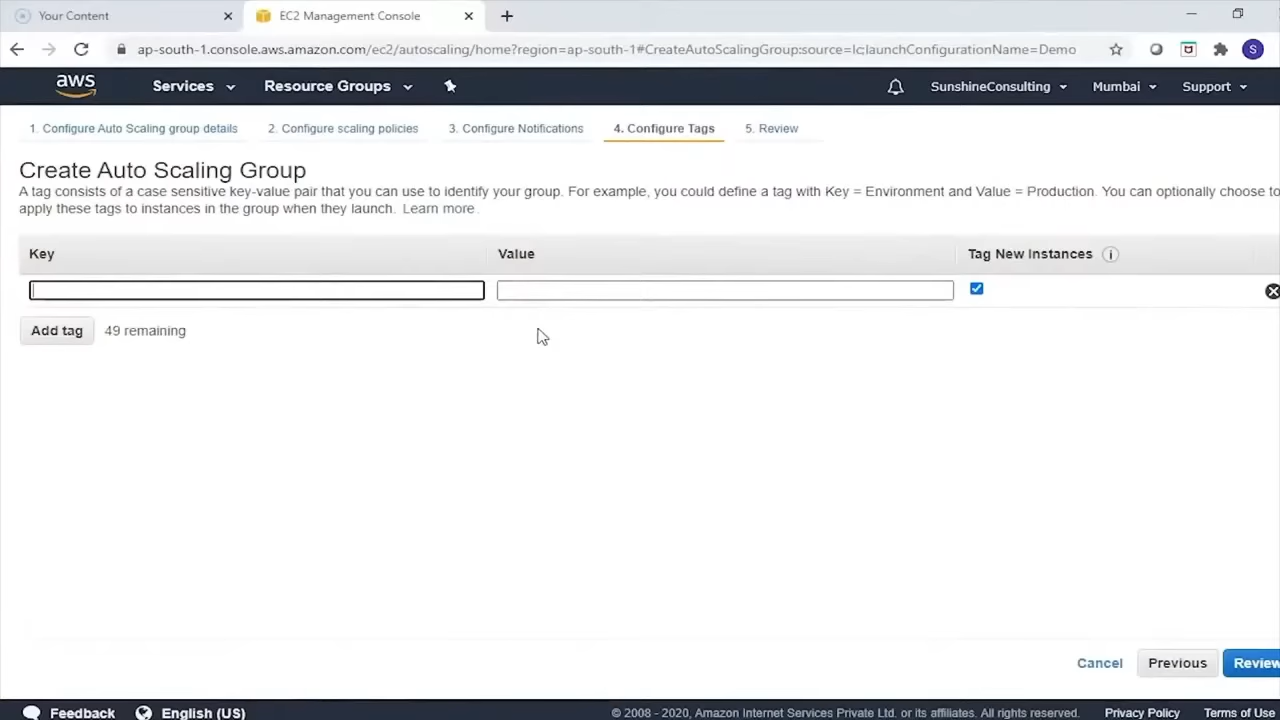 Your Content
EC2 Management Console
ap-south-1.console.aws.amazon.com/ec2/autoscaling/home?region=ap-south-1#CreateAutoScalingGroup:source=lc;launchConfigurationName=Demo
S
aws Services Resource Groups SunshineConsulting Mumbai Support
1. Configure Auto Scaling group details 2. Configure scaling policies 3. Configure Notifications 4. Configure Tags 5. Review
Create Auto Scaling Group
A tag consists of a case sensitive key-value pair that you can use to identify your group. For example, you could define a tag with Key = Environment and Value = Production. You can optionally choose to
apply these tags to instances in the group when they launch. Learn more.
Key Value Tag New Instances
Add tag 49 remaining
Cancel Previous Review
Feedback English (US) © 2008 - 2020, Amazon Internet Services Private Ltd. or its affiliates. All rights reserved. Privacy Policy Terms of Use